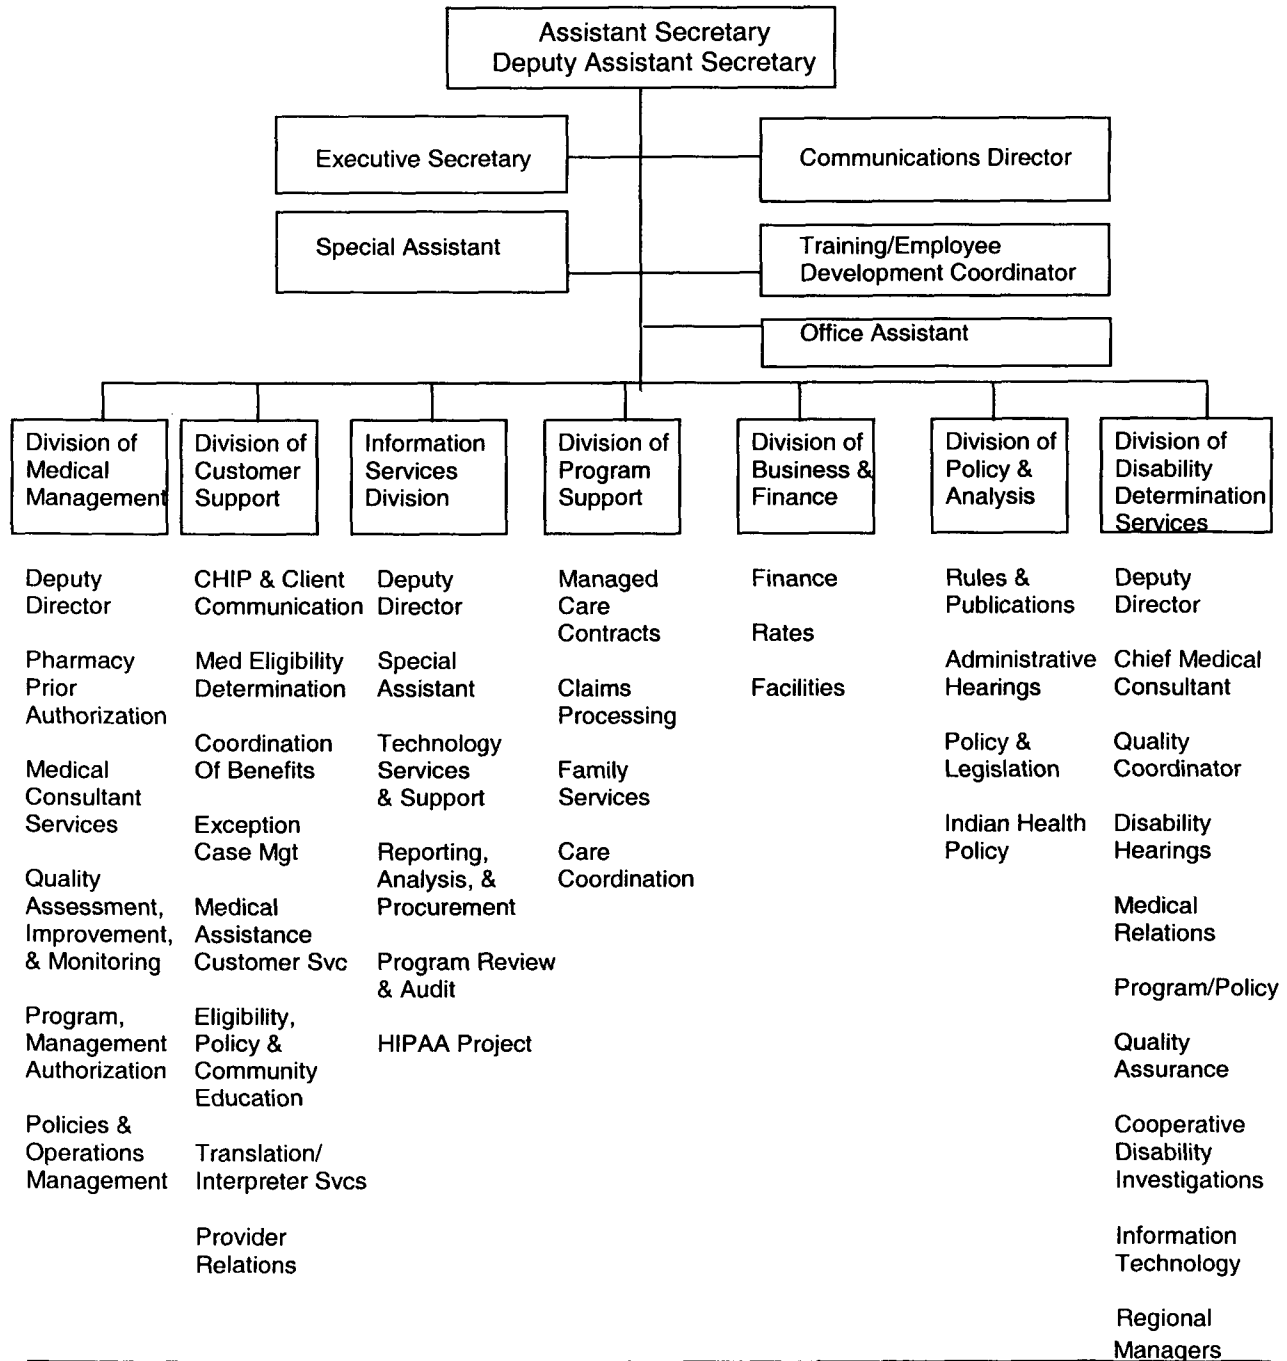 Assistant Secretary
Deputy Assistant Secretary
Executive Secretary
Communications Director
Special Assistant
Training/Employee
Development Coordinator
Office Assistant
Division of
Medical
Management
Division of
Customer
Support
Information
Services
Division
Division of
Program
Support
Division of
Business &
Finance
Division of
Policy &
Analysis
Division of
Disability
Determination
Services
Deputy
Director
Pharmacy
Prior
Authorization
Medical
Consultant
Services
Quality
Assessment,
Improvement,
& Monitoring
Program,
Management
Authorization
Policies &
Operations
Management
CHIP & Client
Communication
Med Eligibility
Determination
Coordination
Of Benefits
Exception
Case Mgt
Medical
Assistance
Customer Svc
Eligibility,
Policy &
Community
Education
Translation/
Interpreter Svcs
Provider
Relations
Deputy
Director
Special
Assistant
Technology
Services
& Support
Reporting,
Analysis, &
Procurement
Program Review
& Audit
HIPAA Project
Managed
Care
Contracts
Claims
Processing
Family
Services
Care
Coordination
Finance
Rates
Facilities
Rules &
Publications
Administrative
Hearings
Policy &
Legislation
Indian Health
Policy
Deputy
Director
Chief Medical
Consultant
Quality
Coordinator
Disability
Hearings
Medical
Relations
Program/Policy
Quality
Assurance
Cooperative
Disability
Investigations
Information
Technology
Regional
Managers